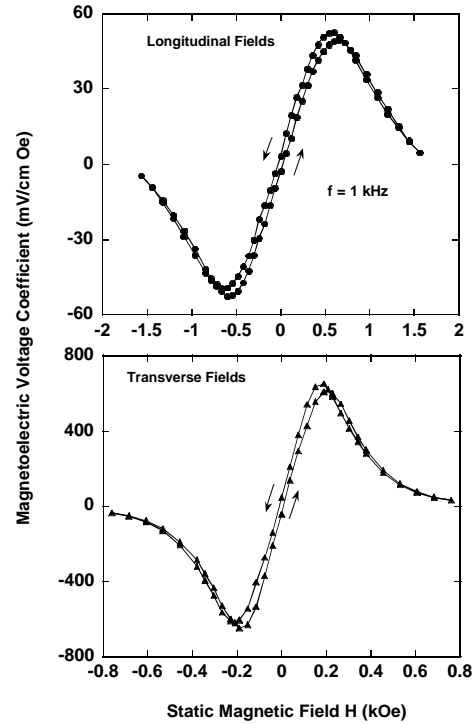 Magnetoelectric Voltage Coefficient (mV/cm Oe)
60
30
0
-30
-60
Longitudinal Fields
f = 1 kHz
-2 -1.5 -1 -0.5 0 0.5 1 1.5 2
800
400
0
-400
-800
Transverse Fields
-0.8 -0.6 -0.4 -0.2 0 0.2 0.4 0.6 0.8
Static Magnetic Field H (kOe)